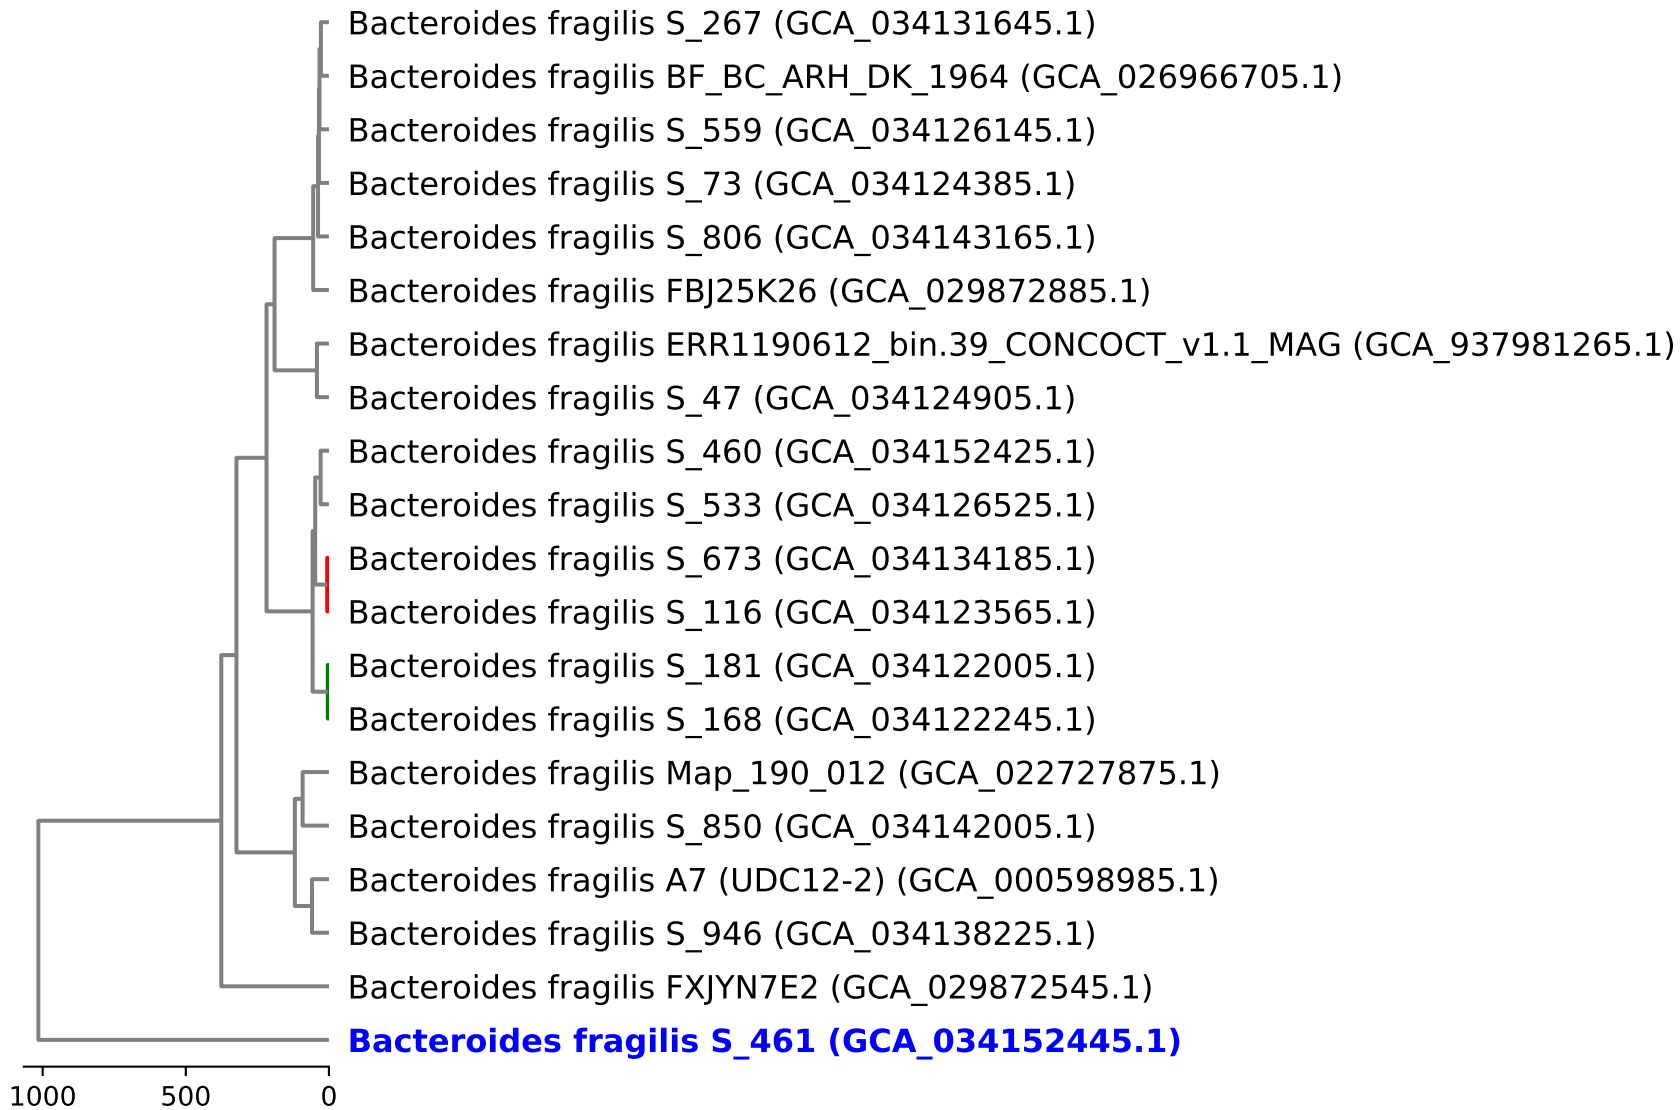 Bacteroides fragilis S_267 (GCA_034131645.1)
Bacteroides fragilis BF_BC_ARH_DK_1964 (GCA_026966705.1)
Bacteroides fragilis S_559 (GCA_034126145.1)
Bacteroides fragilis S_73 (GCA_034124385.1)
Bacteroides fragilis S_806 (GCA_034143165.1)
Bacteroides fragilis FBJ25K26 (GCA_029872885.1)
Bacteroides fragilis ERR1190612_bin.39_CONCOCT_v1.1_MAG (GCA_937981265.1)
Bacteroides fragilis S_47 (GCA_034124905.1)
Bacteroides fragilis S_460 (GCA_034152425.1)
Bacteroides fragilis S_533 (GCA_034126525.1)
Bacteroides fragilis S_673 (GCA_034134185.1)
Bacteroides fragilis S_116 (GCA_034123565.1)
Bacteroides fragilis S_181 (GCA_034122005.1)
Bacteroides fragilis S_168 (GCA_034122245.1)
Bacteroides fragilis Map_190_012 (GCA_022727875.1)
Bacteroides fragilis S_850 (GCA_034142005.1)
Bacteroides fragilis A7 (UDC12-2) (GCA_000598985.1)
Bacteroides fragilis S_946 (GCA_034138225.1)
Bacteroides fragilis FXJYN7E2 (GCA_029872545.1)
Bacteroides fragilis S_461 (GCA_034152445.1)
1000 500 0